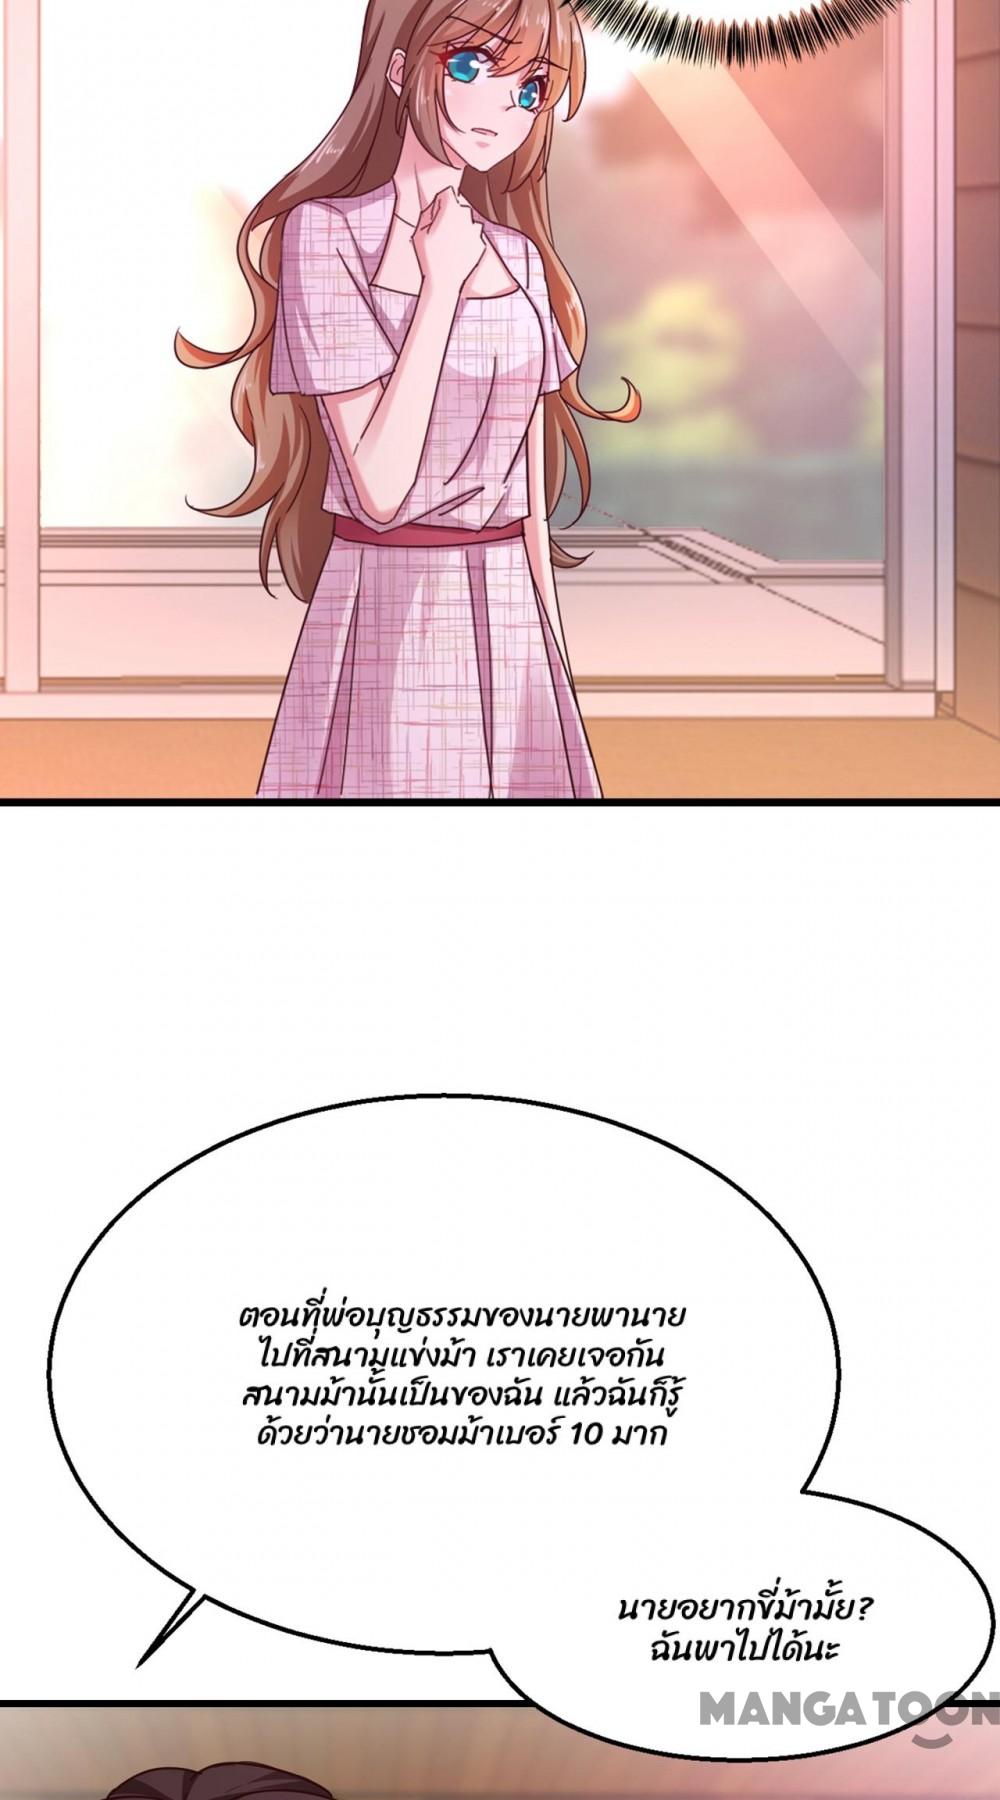 ตอนที่พ่อบุญธรรมของนายพานาย
ไปที่สนามแข่งม้า เราเคยเจอกัน
สนามม้านั้นเป็นของฉัน แล้วฉันก็รู้
ด้วยว่านายชอบม้าเบอร์ 10 มาก
นายอยากขี่ม้ามั้ย?
ฉันพาไปได้นะ
MANGATOON